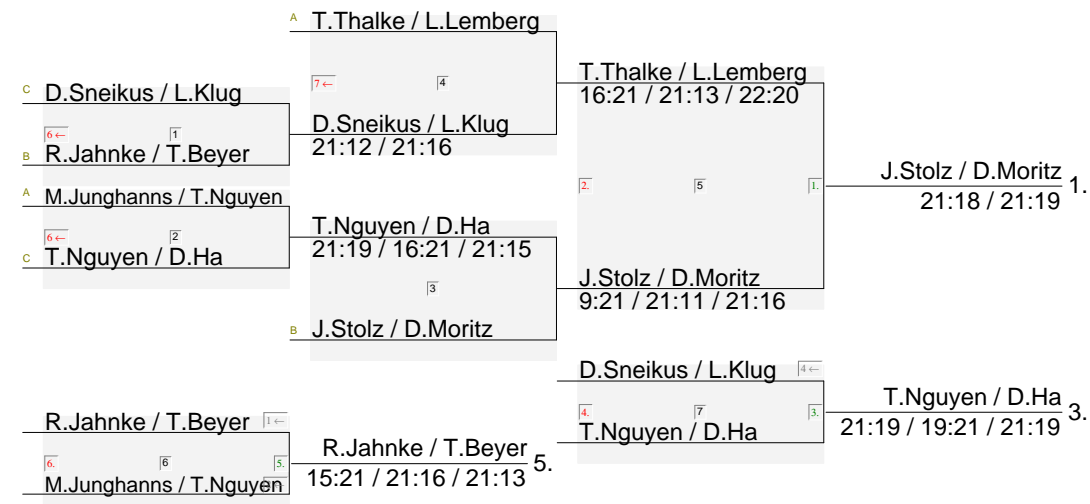 A T.Thalke / L.Lemberg
7 ← 4
T.Thalke / L.Lemberg
16:21 / 21:13 / 22:20
C D.Sneikus / L.Klug
D.Sneikus / L.Klug
21:12 / 21:16
6 ← 1
B R.Jahnke / T.Beyer
J.Stolz / D.Moritz 1.
21:18 / 21:19
2. 5 1.
A M.Junghanns / T.Nguyen
T.Nguyen / D.Ha
21:19 / 16:21 / 21:15
6 ← 2
C T.Nguyen / D.Ha
J.Stolz / D.Moritz
9:21 / 21:11 / 21:16
3
B J.Stolz / D.Moritz
D.Sneikus / L.Klug 4 ←
T.Nguyen / D.Ha 3.
21:19 / 19:21 / 21:19
4. 7 3.
T.Nguyen / D.Ha
R.Jahnke / T.Beyer 1 ←
R.Jahnke / T.Beyer 5.
15:21 / 21:16 / 21:13
6. 6 5.
M.Junghanns / T.Nguyen